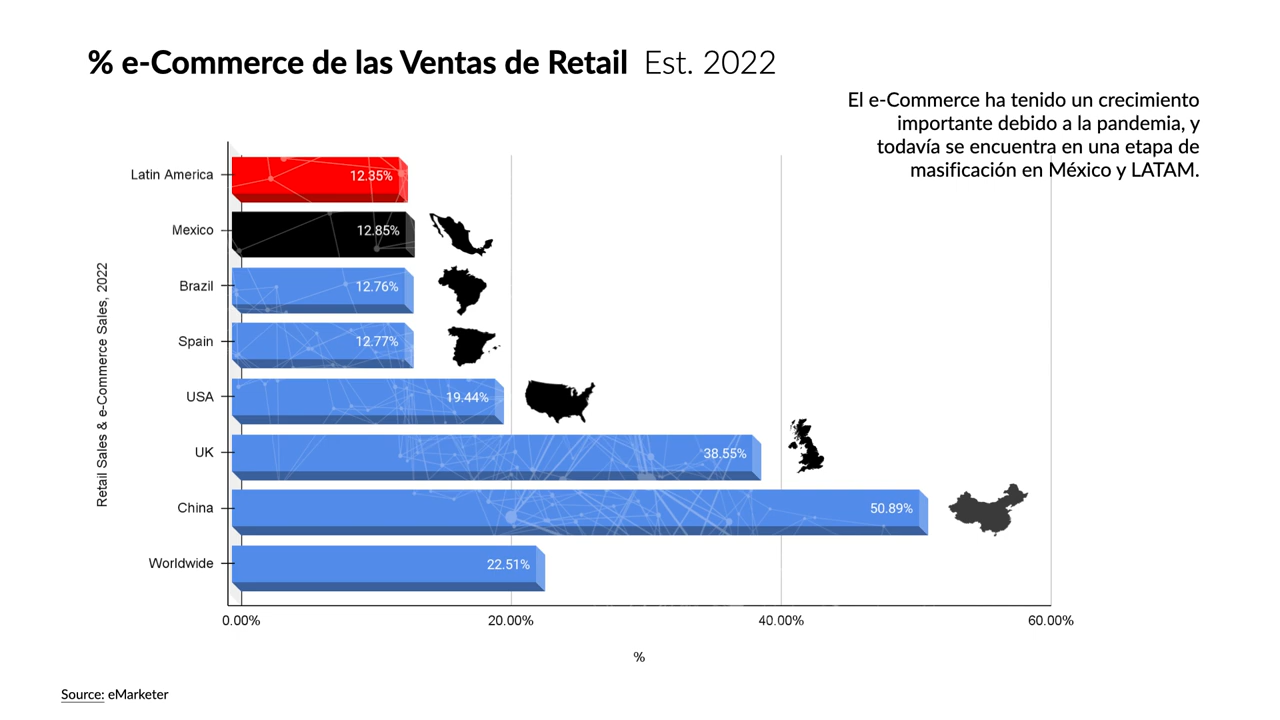 % e-Commerce de las Ventas de Retail Est. 2022
El e-Commerce ha tenido un crecimiento
importante debido a la pandemia, y
todavía se encuentra en una etapa de
masificación en México y LATAM.
Retail Sales & e-Commerce Sales, 2022
Latin America 12.35%
Mexico 12.85%
Brazil 12.76%
Spain 12.77%
USA 19.44%
UK 38.55%
China 50.89%
Worldwide 22.51%
0.00% 20.00% 40.00% 60.00%
%
Source: eMarketer